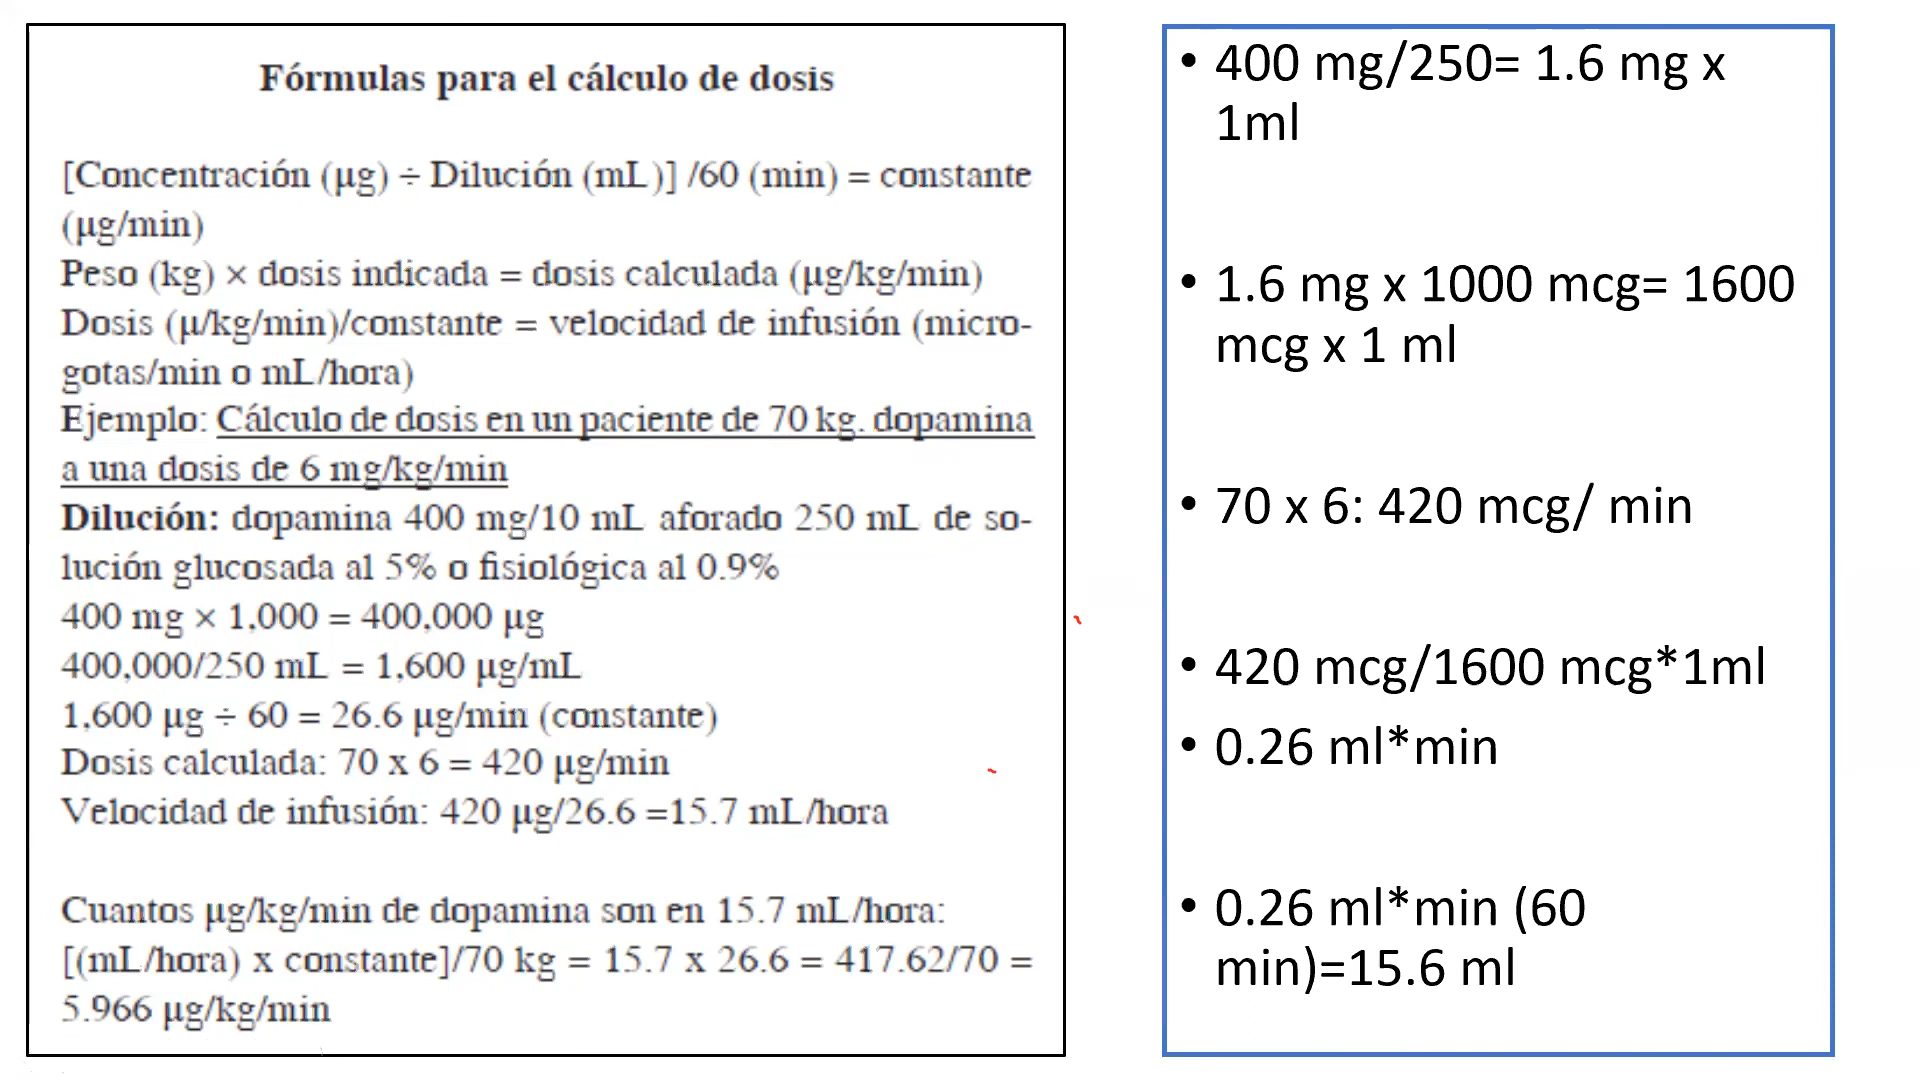 Fórmulas para el cálculo de dosis
[Concentración (µg) ÷ Dilución (mL)] /60 (min) = constante
(µg/min)
Peso (kg) × dosis indicada = dosis calculada (µg/kg/min)
Dosis (µ/kg/min)/constante = velocidad de infusión (micro-
gotas/min o mL/hora)
Ejemplo: Cálculo de dosis en un paciente de 70 kg. dopamina
a una dosis de 6 mg/kg/min
Dilución: dopamina 400 mg/10 mL aforado 250 mL de so-
lución glucosada al 5% o fisiológica al 0.9%
400 mg × 1,000 = 400,000 µg
400,000/250 mL = 1,600 µg/mL
1,600 µg ÷ 60 = 26.6 µg/min (constante)
Dosis calculada: 70 x 6 = 420 µg/min
Velocidad de infusión: 420 µg/26.6 =15.7 mL/hora
Cuantos µg/kg/min de dopamina son en 15.7 mL/hora:
[(mL/hora) x constante]/70 kg = 15.7 x 26.6 = 417.62/70 =
5.966 µg/kg/min
• 400 mg/250= 1.6 mg x
1ml
• 1.6 mg x 1000 mcg= 1600
mcg x 1 ml
• 70 x 6: 420 mcg/ min
• 420 mcg/1600 mcg*1ml
• 0.26 ml*min
• 0.26 ml*min (60
min)=15.6 ml